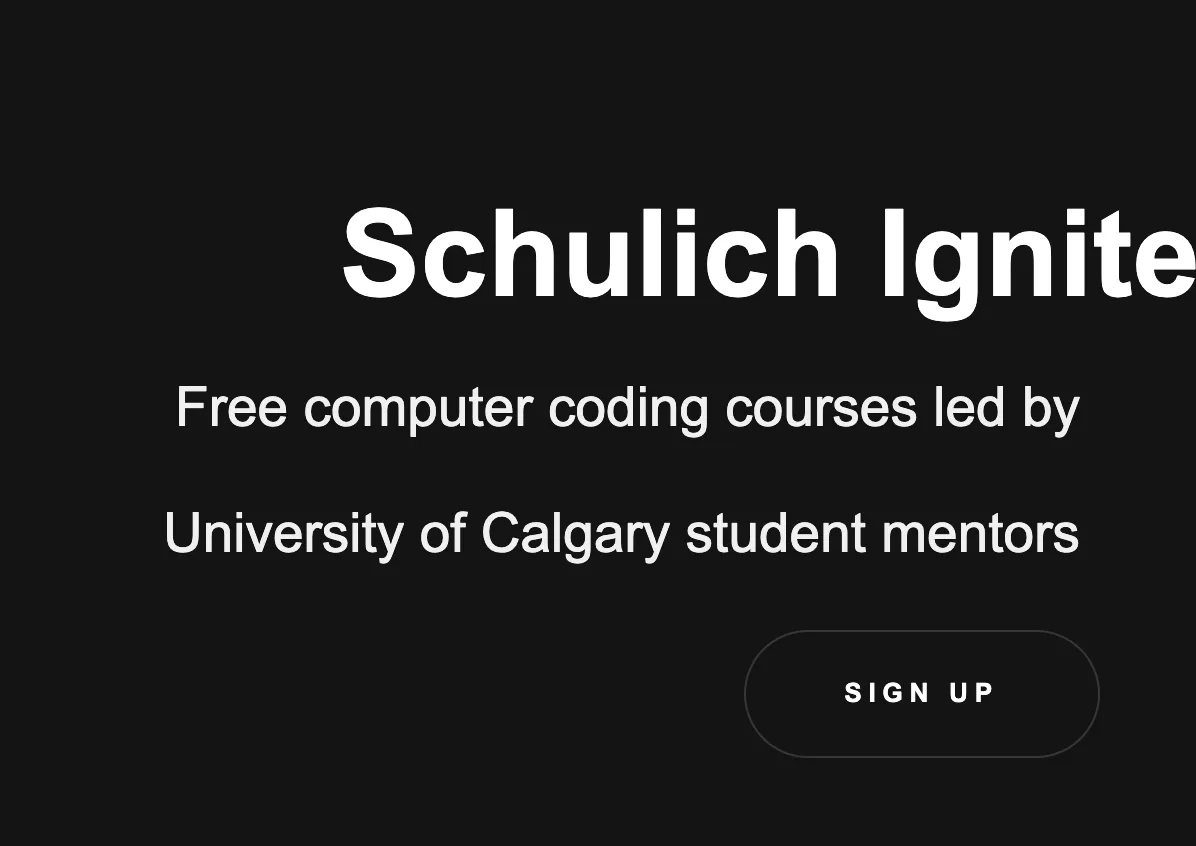 Schulich Ignite
Free computer coding courses led by
University of Calgary student mentors
SIGN UP